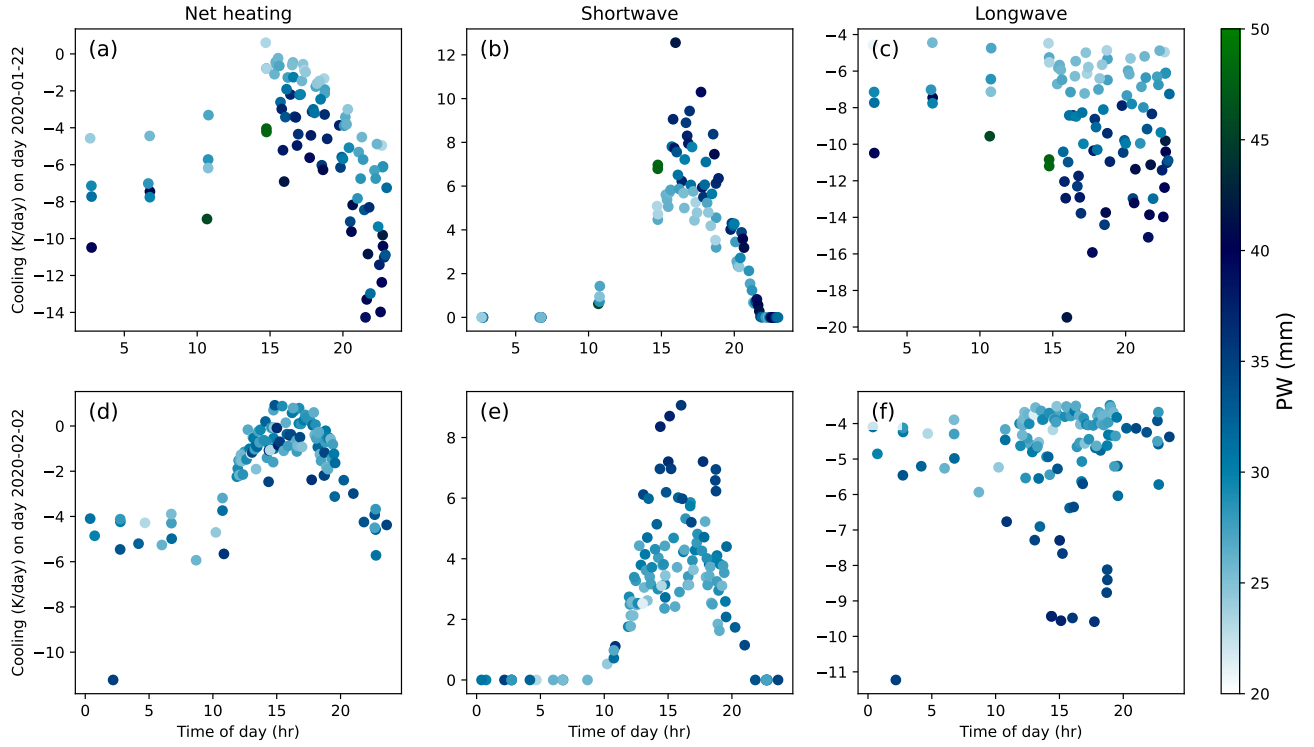 Net heating
Shortwave
Longwave
Cooling (K/day) on day 2020-01-22
(a)
0
−2
−4
−6
−8
−10
−12
−14
5 10 15 20
(b)
12
10
8
6
4
2
0
5 10 15 20
(c)
−4
−6
−8
−10
−12
−14
−16
−18
−20
5 10 15 20
Cooling (K/day) on day 2020-02-02
(d)
0
−2
−4
−6
−8
−10
0 5 10 15 20
Time of day (hr)
(e)
8
6
4
2
0
0 5 10 15 20
Time of day (hr)
(f)
−4
−5
−6
−7
−8
−9
−10
−11
0 5 10 15 20
Time of day (hr)
50
45
40
35
30
25
20
PW (mm)